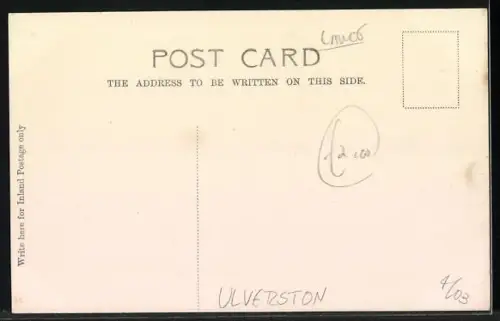 LANCS
POST CARD
THE ADDRESS TO BE WRITTEN ON THIS SIDE.
Write here for Inland Postage only
ULVERSTON
4/03